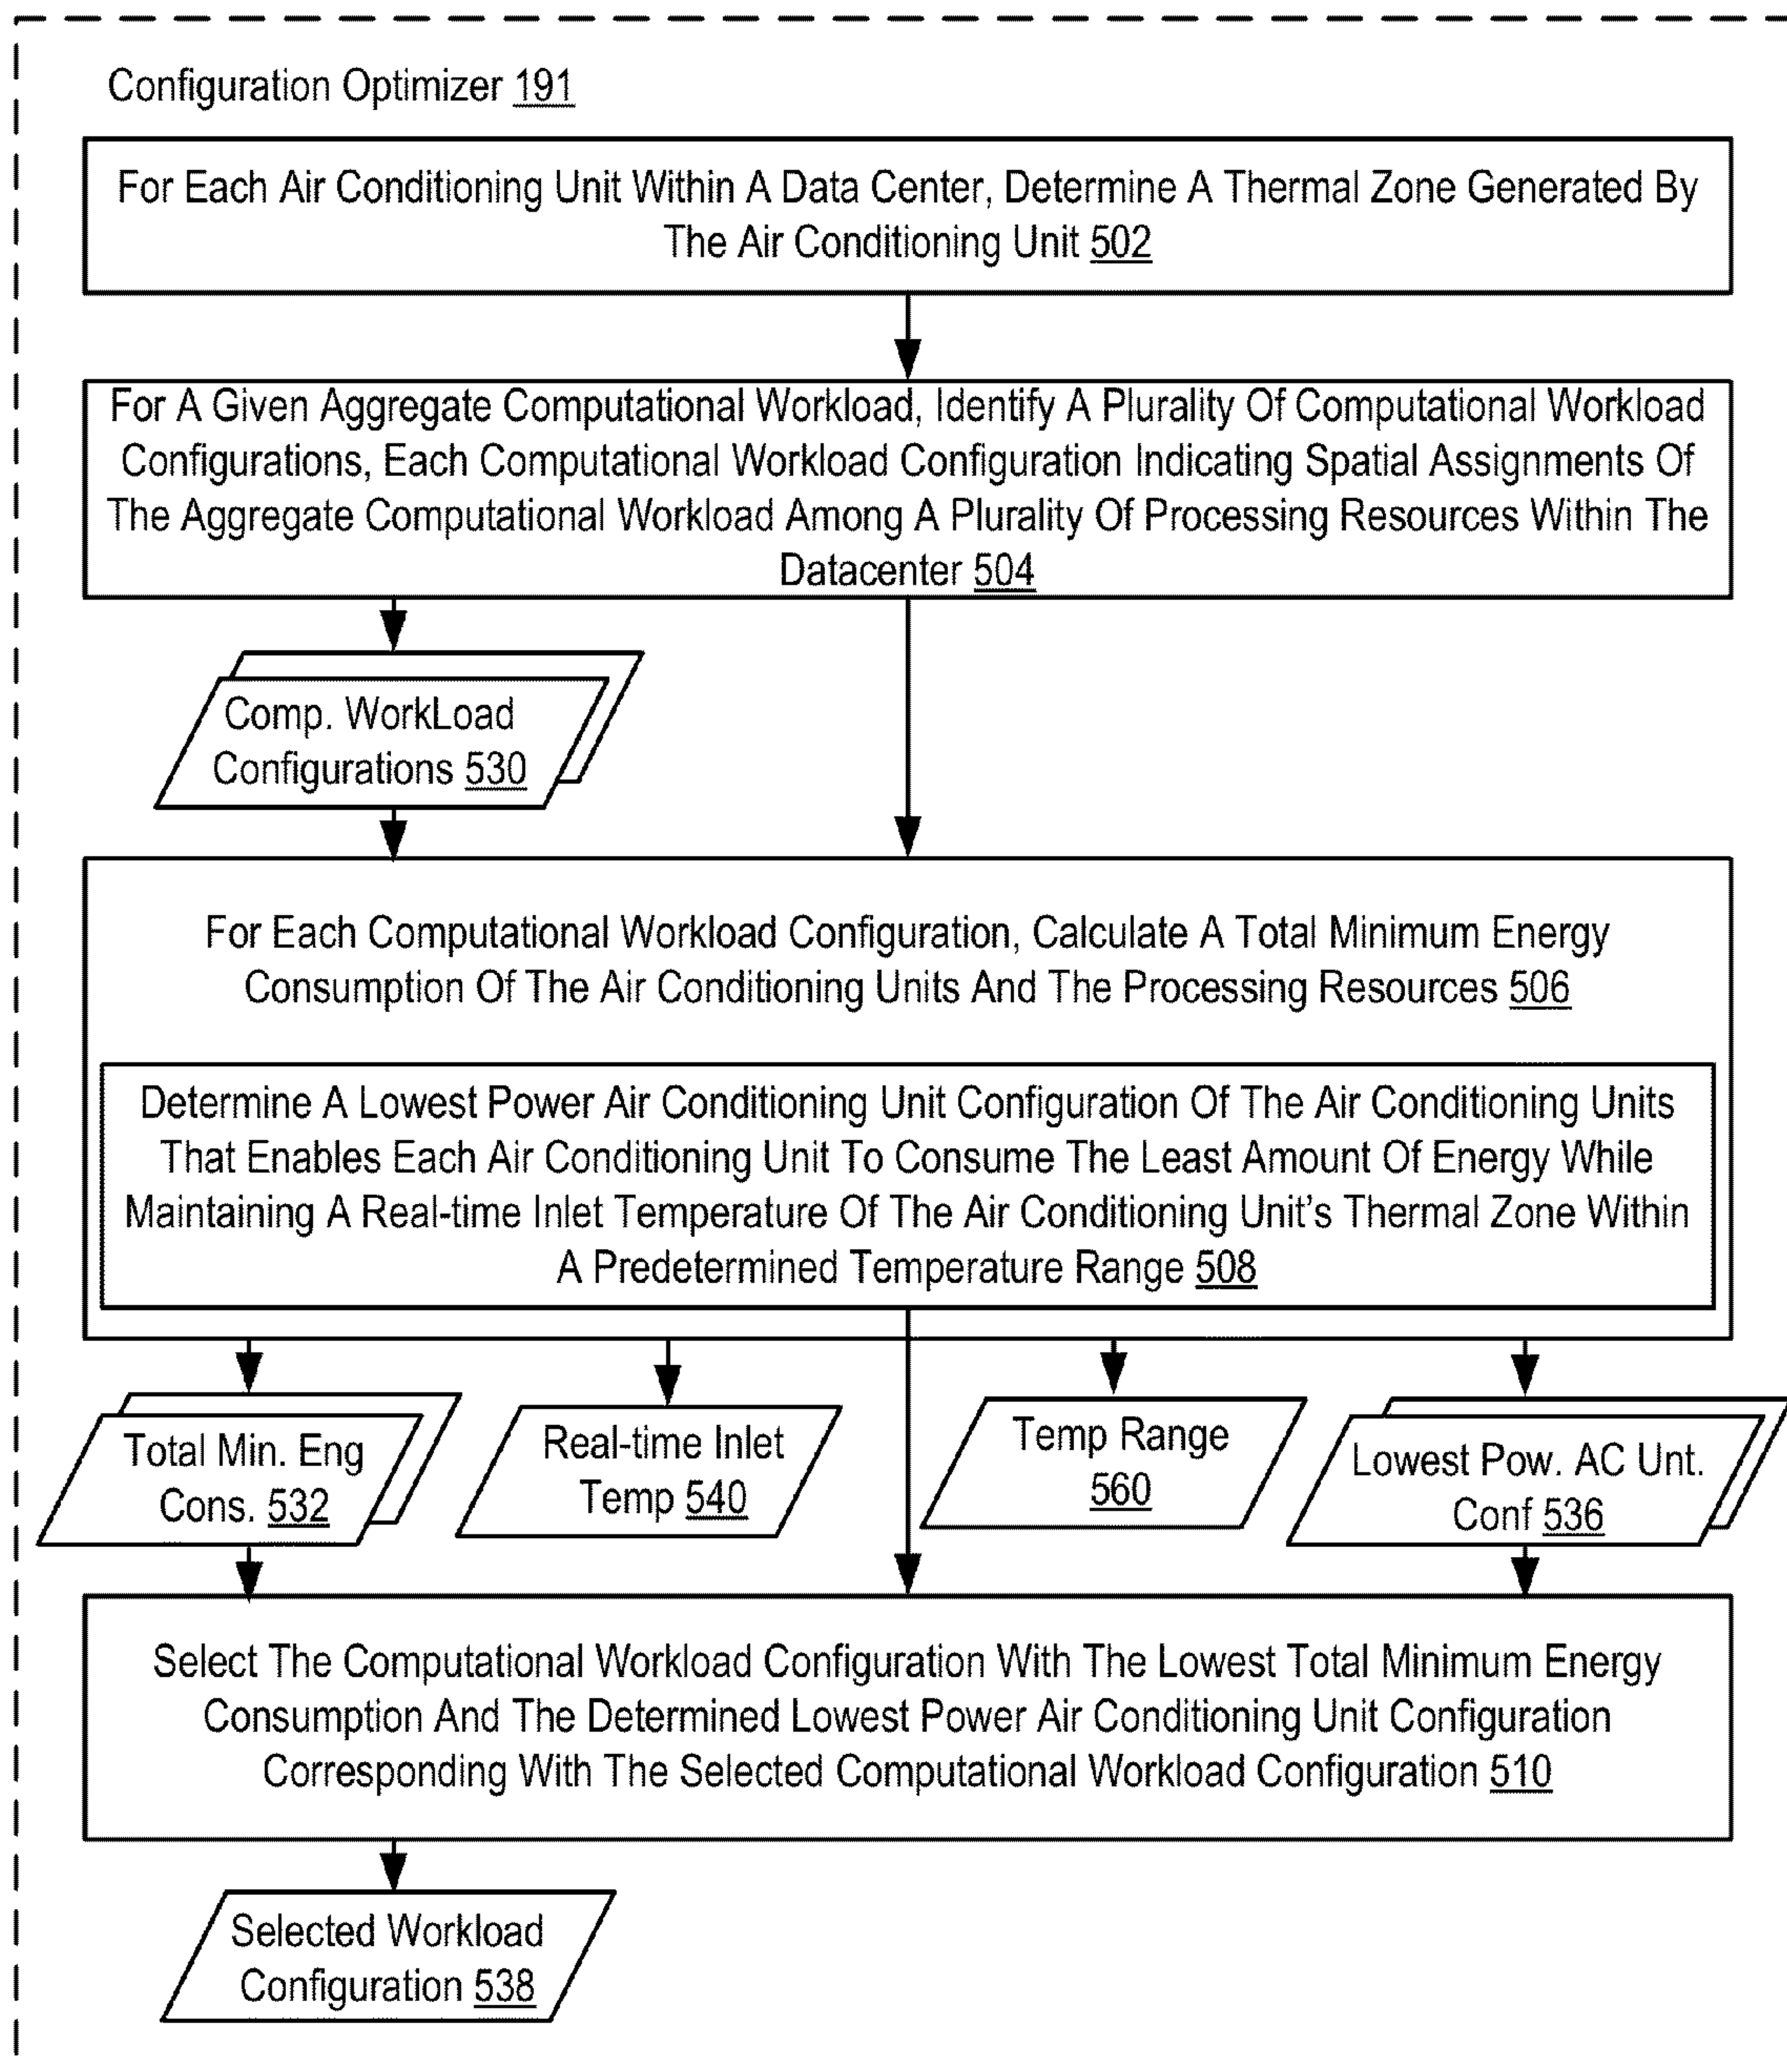 Configuration Optimizer 191
For Each Air Conditioning Unit Within A Data Center, Determine A Thermal Zone Generated By
The Air Conditioning Unit 502
For A Given Aggregate Computational Workload, Identify A Plurality Of Computational Workload
Configurations, Each Computational Workload Configuration Indicating Spatial Assignments Of
The Aggregate Computational Workload Among A Plurality Of Processing Resources Within The
Datacenter 504
Comp. WorkLoad
Configurations 530
For Each Computational Workload Configuration, Calculate A Total Minimum Energy
Consumption Of The Air Conditioning Units And The Processing Resources 506
Determine A Lowest Power Air Conditioning Unit Configuration Of The Air Conditioning Units
That Enables Each Air Conditioning Unit To Consume The Least Amount Of Energy While
Maintaining A Real-time Inlet Temperature Of The Air Conditioning Unit's Thermal Zone Within
A Predetermined Temperature Range 508
Total Min. Eng
Cons. 532
Real-time Inlet
Temp 540
Temp Range
560
Lowest Pow. AC Unt.
Conf 536
Select The Computational Workload Configuration With The Lowest Total Minimum Energy
Consumption And The Determined Lowest Power Air Conditioning Unit Configuration
Corresponding With The Selected Computational Workload Configuration 510
Selected Workload
Configuration 538